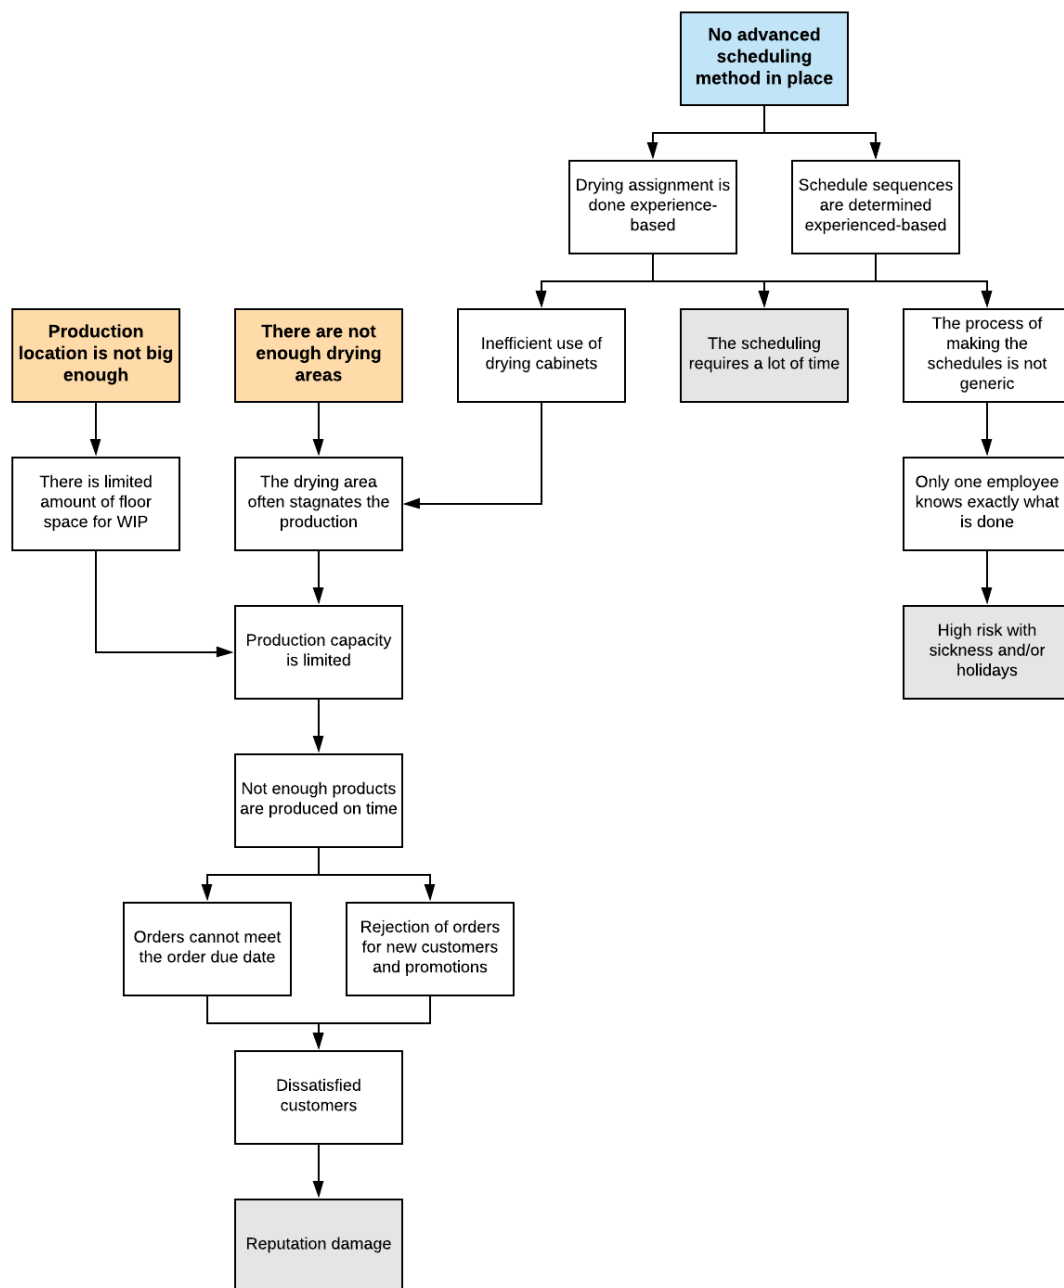 No advanced
scheduling
method in place
Drying assignment is
done experience-
based
Schedule sequences
are determined
experienced-based
Production
location is not big
enough
There are not
enough drying
areas
Inefficient use of
drying cabinets
The scheduling
requires a lot of time
The process of
making the
schedules is not
generic
There is limited
amount of floor
space for WIP
The drying area
often stagnates the
production
Only one employee
knows exactly what
is done
Production capacity
is limited
High risk with
sickness and/or
holidays
Not enough products
are produced on time
Orders cannot meet
the order due date
Rejection of orders
for new customers
and promotions
Dissatisfied
customers
Reputation damage